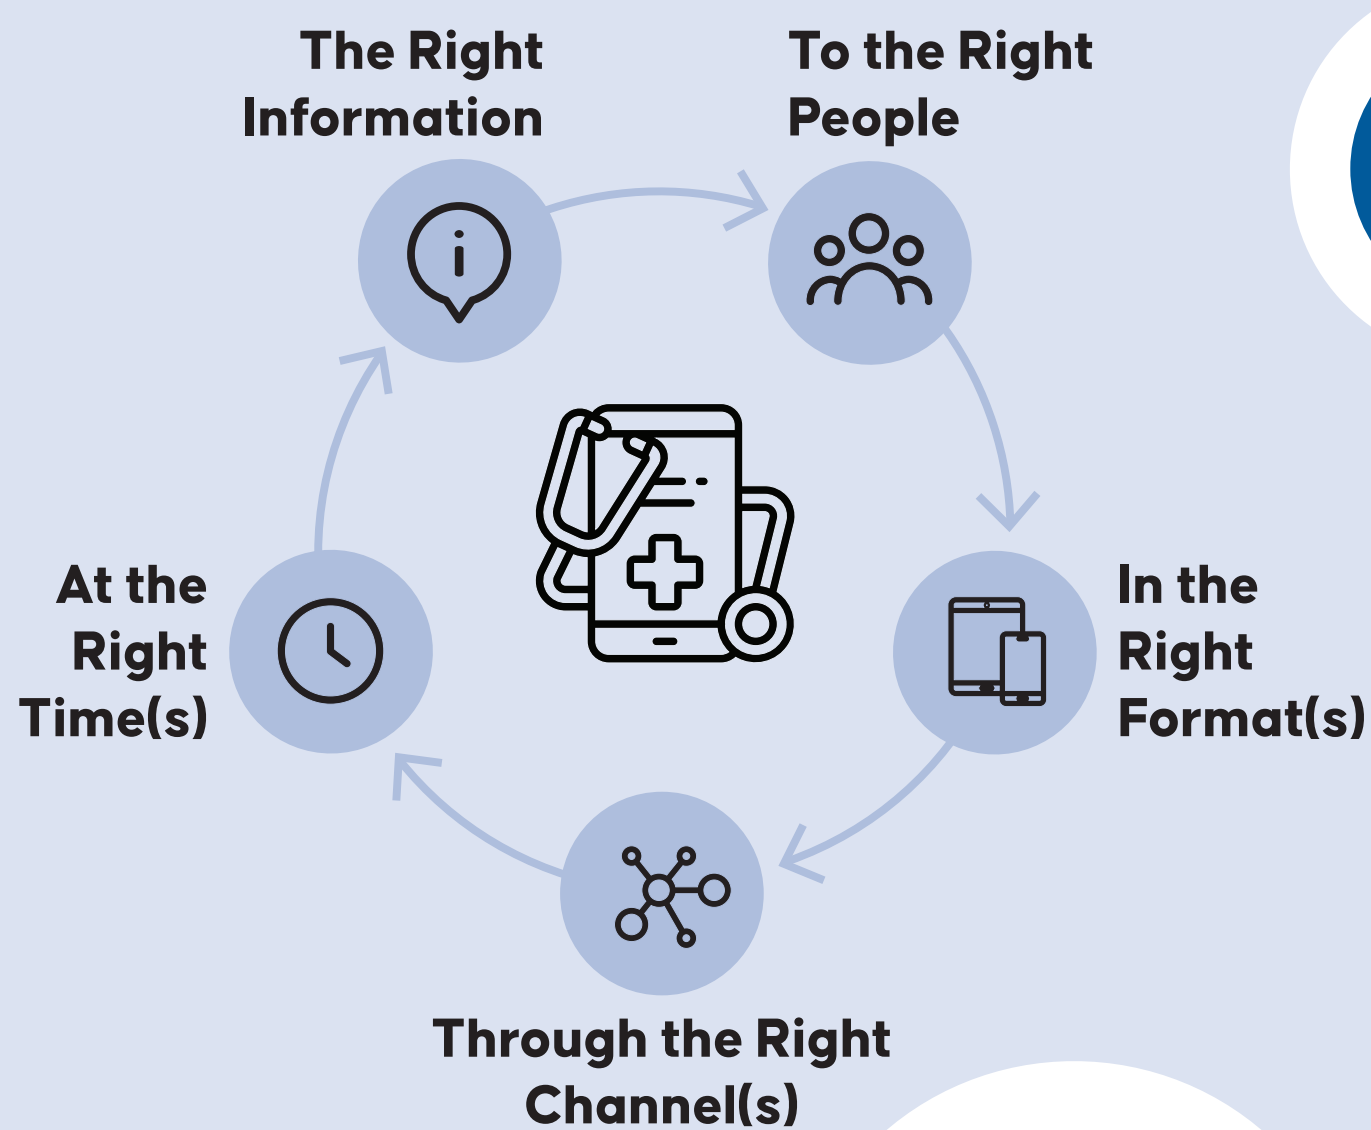 The Right
Information
To the Right
People
In the
Right
Format(s)
Through the Right
Channel(s)
At the
Right
Time(s)